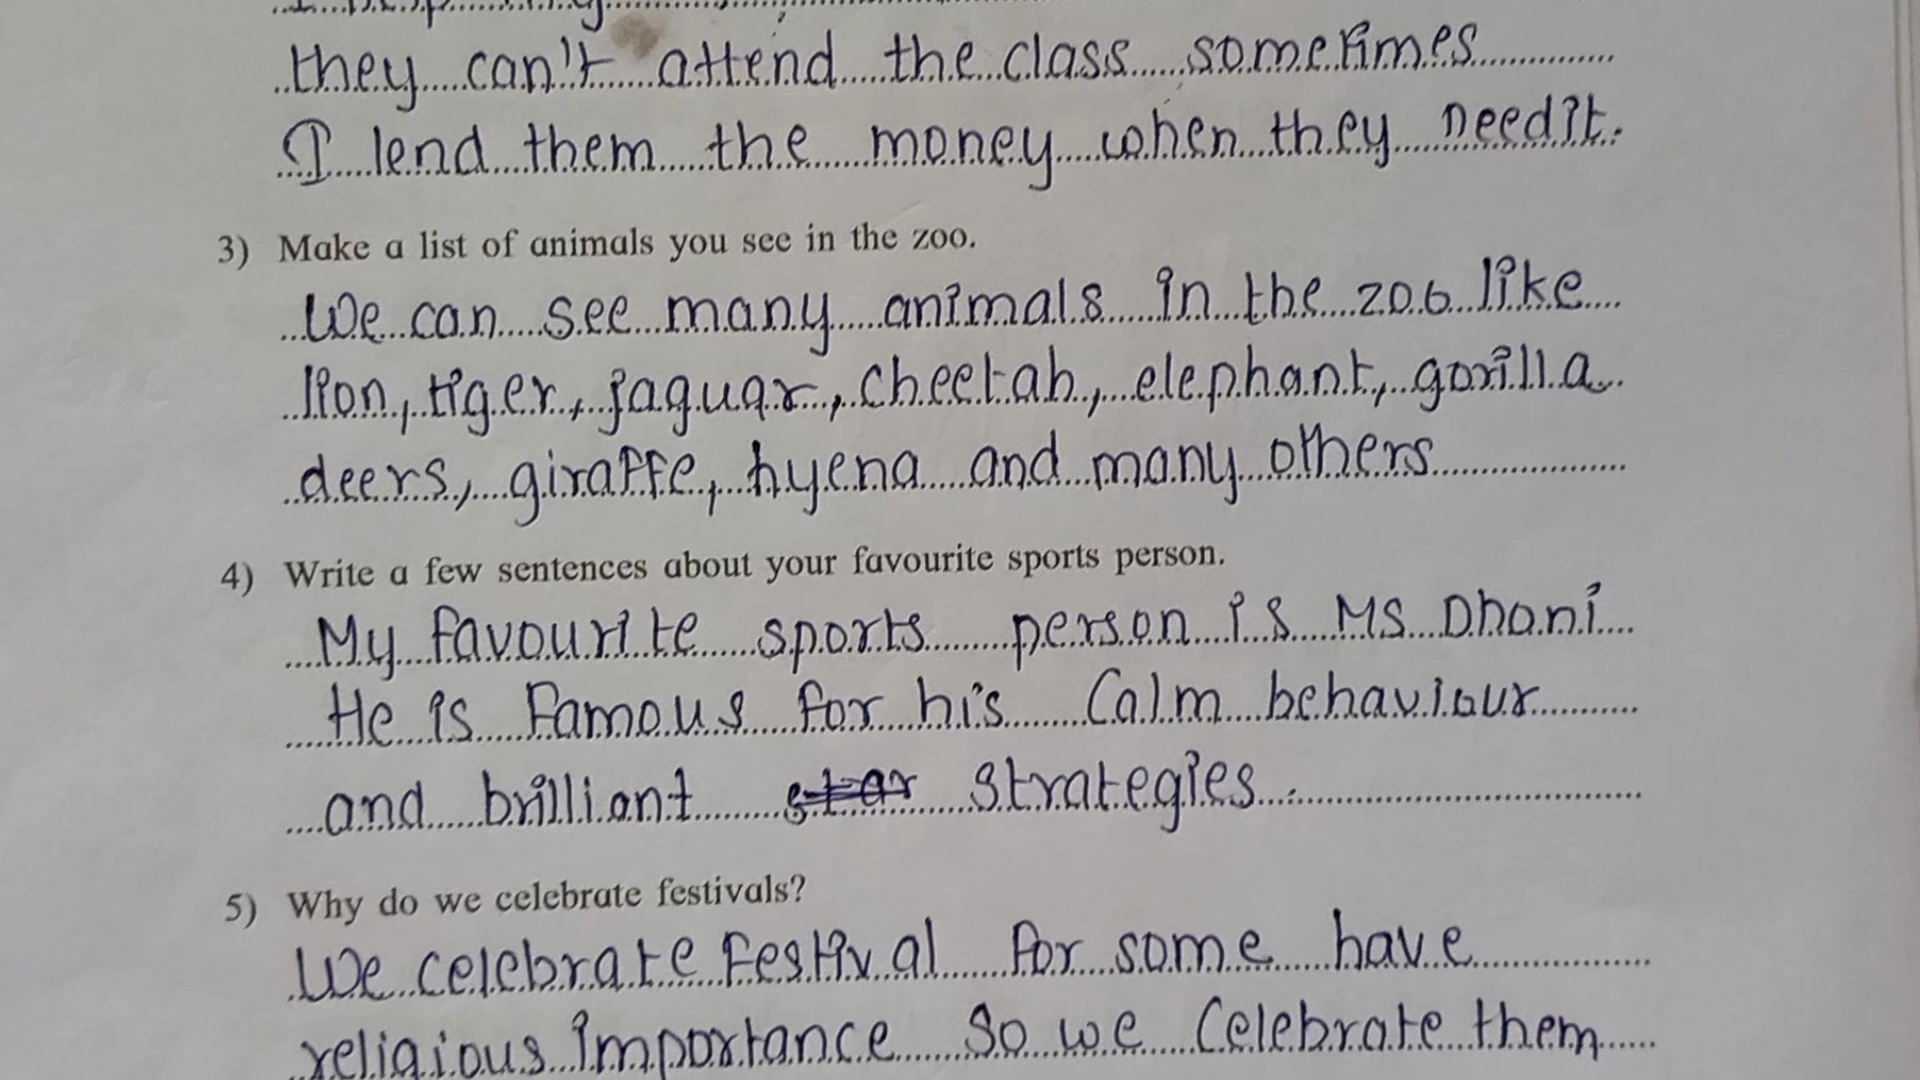 they can't attend the class sometimes
I lend them the money when they need it.
3) Make a list of animals you see in the zoo.
We can see many animals in the zoo like
lion, tiger, jaguar, cheetah, elephant, gorilla
deers, giraffe, hyena and many others
4) Write a few sentences about your favourite sports person.
My favourite sports person is MS Dhoni
He is famous for his Calm behaviour
and brilliant strategies.
5) Why do we celebrate festivals?
We celebrate festival for some have
religious importance So we Celebrate them